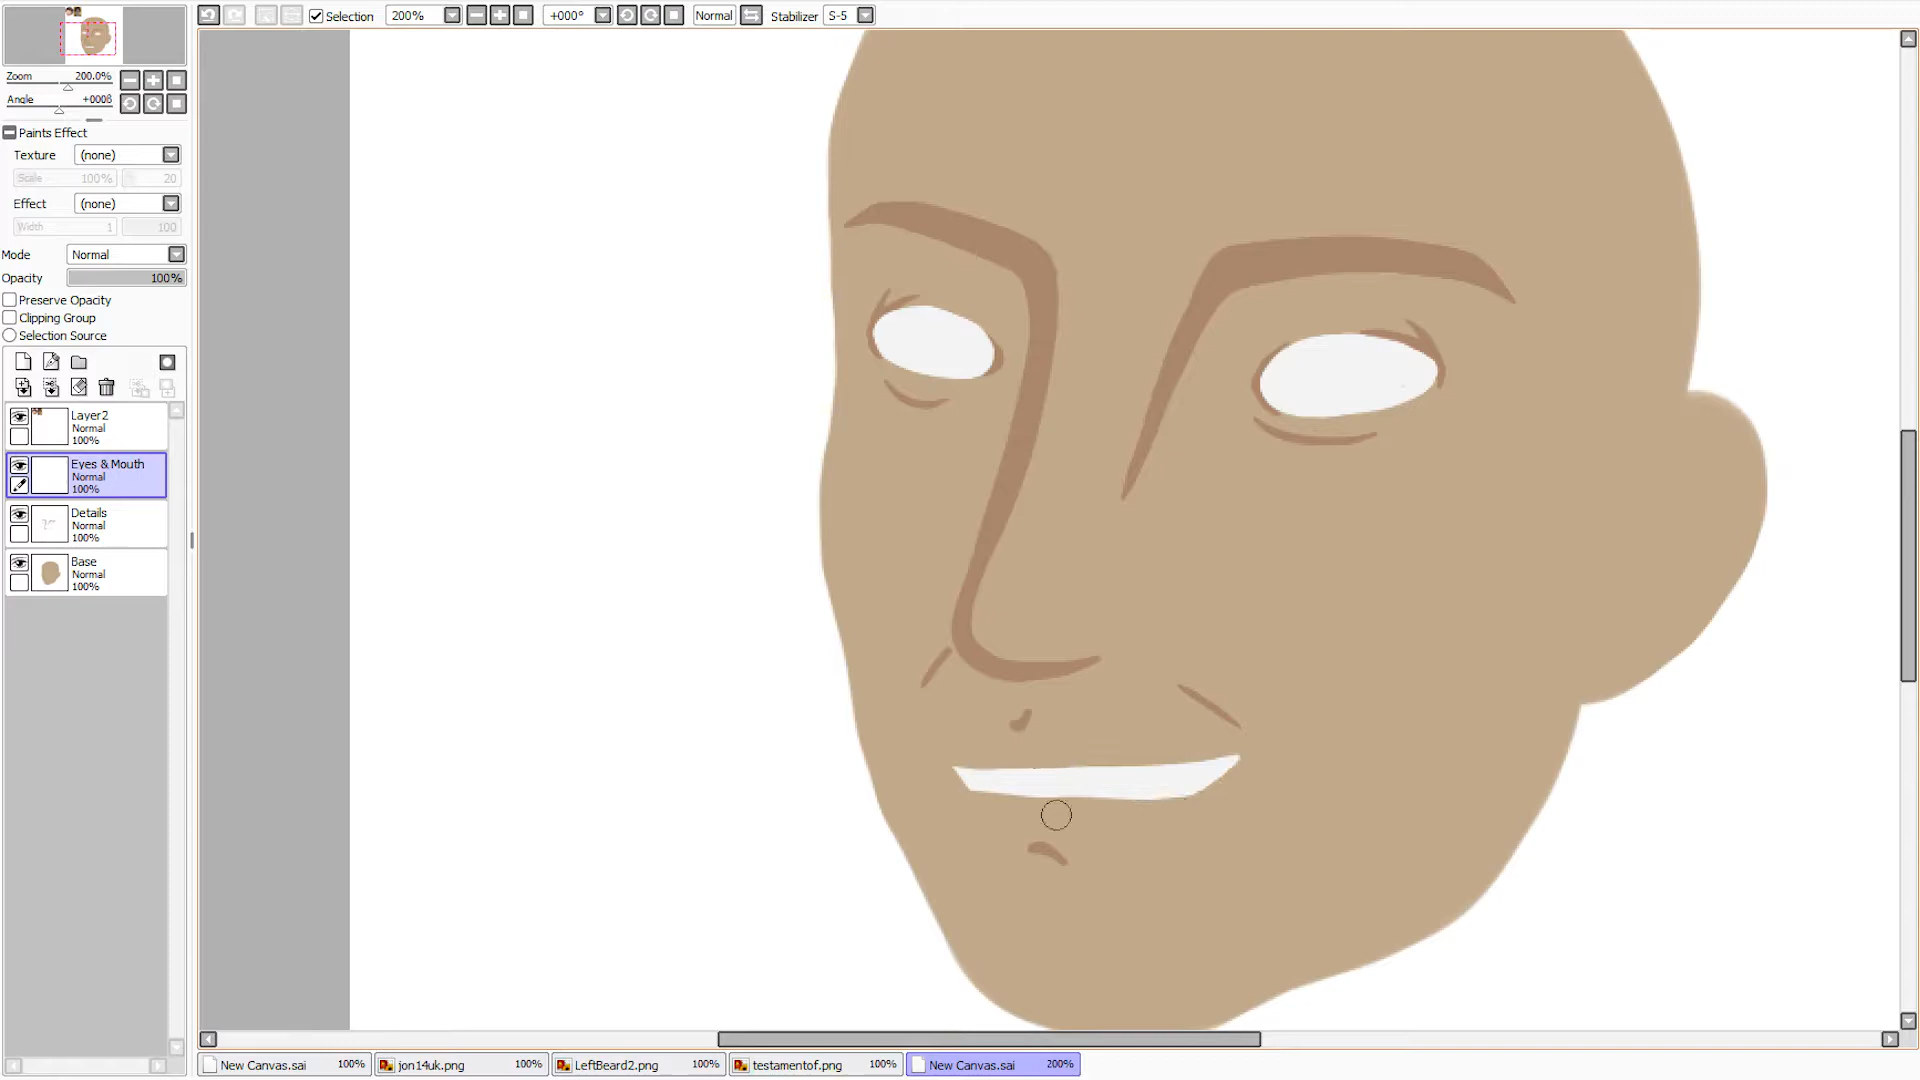 Selection 200% +000° Normal Stabilizer S-5
Zoom 200.0%
Angle +000ß
Paints Effect
Texture (none)
Scale 100% 20
Effect (none)
Width 1 100
Mode Normal
Opacity 100%
Preserve Opacity
Clipping Group
Selection Source
Layer2
Normal
100%
Eyes & Mouth
Normal
100%
Details
Normal
100%
Base
Normal
100%
New Canvas.sai 100% jon14uk.png 100% LeftBeard2.png 100% testamentof.png 100% New Canvas.sai 200%